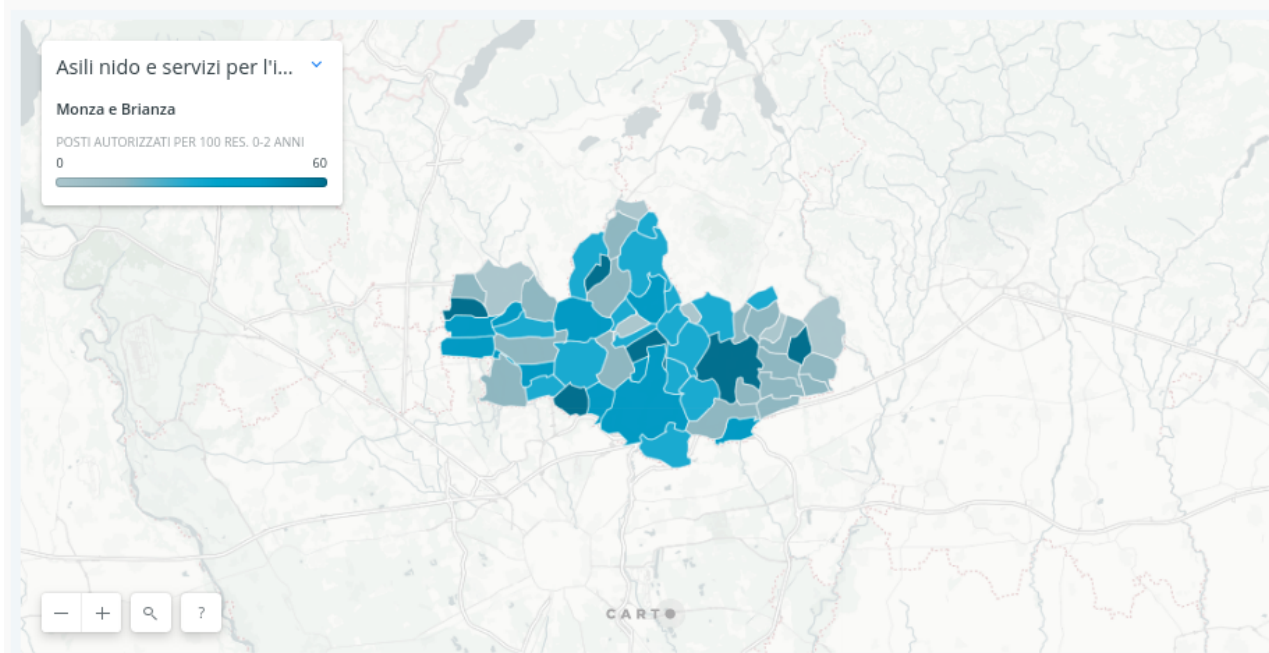 Asili nido e servizi per l'i...
Monza e Brianza
POSTI AUTORIZZATI PER 100 RES. 0-2 ANNI
0 60
− + ?
CARTO